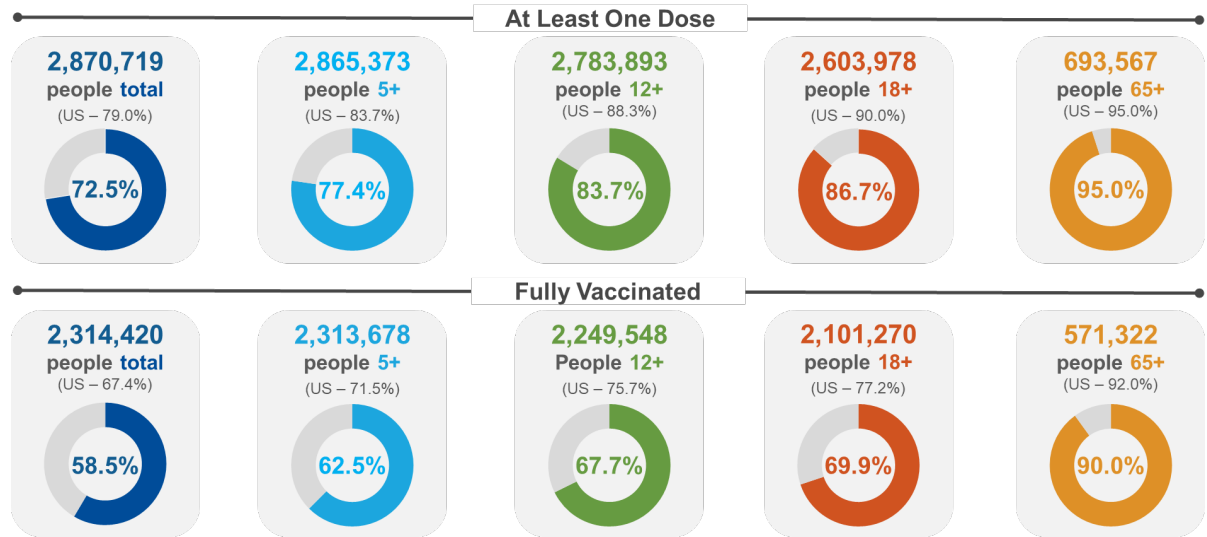 At Least One Dose
2,870,719
people total
(US – 79.0%)
72.5%
2,865,373
people 5+
(US – 83.7%)
77.4%
2,783,893
people 12+
(US – 88.3%)
83.7%
2,603,978
people 18+
(US – 90.0%)
86.7%
693,567
people 65+
(US – 95.0%)
95.0%
Fully Vaccinated
2,314,420
people total
(US – 67.4%)
58.5%
2,313,678
people 5+
(US – 71.5%)
62.5%
2,249,548
People 12+
(US – 75.7%)
67.7%
2,101,270
people 18+
(US – 77.2%)
69.9%
571,322
people 65+
(US – 92.0%)
90.0%